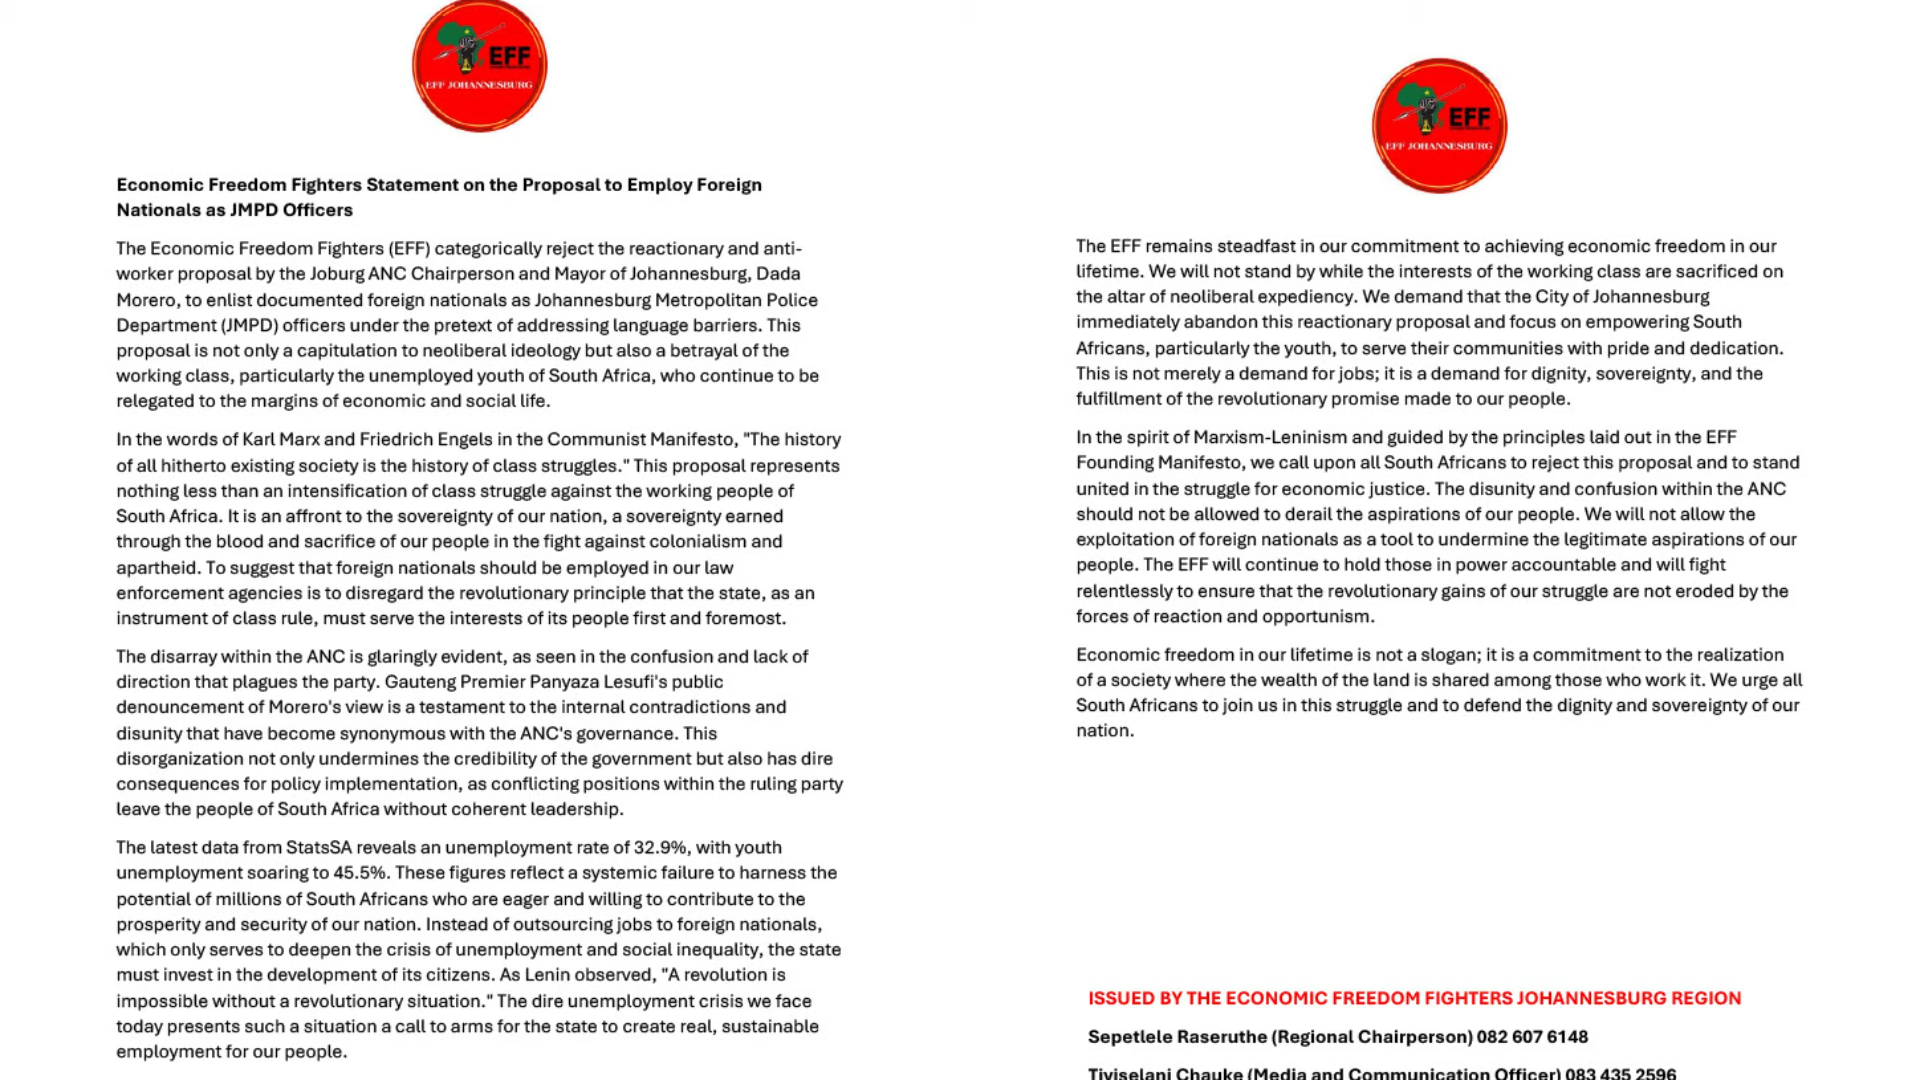 EFF
EFF JOHANNESBURG
Economic Freedom Fighters Statement on the Proposal to Employ Foreign
Nationals as JMPD Officers
The Economic Freedom Fighters (EFF) categorically reject the reactionary and anti-
worker proposal by the Joburg ANC Chairperson and Mayor of Johannesburg, Dada
Morero, to enlist documented foreign nationals as Johannesburg Metropolitan Police
Department (JMPD) officers under the pretext of addressing language barriers. This
proposal is not only a capitulation to neoliberal ideology but also a betrayal of the
working class, particularly the unemployed youth of South Africa, who continue to be
relegated to the margins of economic and social life.
In the words of Karl Marx and Friedrich Engels in the Communist Manifesto, "The history
of all hitherto existing society is the history of class struggles." This proposal represents
nothing less than an intensification of class struggle against the working people of
South Africa. It is an affront to the sovereignty of our nation, a sovereignty earned
through the blood and sacrifice of our people in the fight against colonialism and
apartheid. To suggest that foreign nationals should be employed in our law
enforcement agencies is to disregard the revolutionary principle that the state, as an
instrument of class rule, must serve the interests of its people first and foremost.
The disarray within the ANC is glaringly evident, as seen in the confusion and lack of
direction that plagues the party. Gauteng Premier Panyaza Lesufi's public
denouncement of Morero's view is a testament to the internal contradictions and
disunity that have become synonymous with the ANC's governance. This
disorganization not only undermines the credibility of the government but also has dire
consequences for policy implementation, as conflicting positions within the ruling party
leave the people of South Africa without coherent leadership.
The latest data from StatsSA reveals an unemployment rate of 32.9%, with youth
unemployment soaring to 45.5%. These figures reflect a systemic failure to harness the
potential of millions of South Africans who are eager and willing to contribute to the
prosperity and security of our nation. Instead of outsourcing jobs to foreign nationals,
which only serves to deepen the crisis of unemployment and social inequality, the state
must invest in the development of its citizens. As Lenin observed, "A revolution is
impossible without a revolutionary situation." The dire unemployment crisis we face
today presents such a situation a call to arms for the state to create real, sustainable
employment for our people.
EFF
EFF JOHANNESBURG
The EFF remains steadfast in our commitment to achieving economic freedom in our
lifetime. We will not stand by while the interests of the working class are sacrificed on
the altar of neoliberal expediency. We demand that the City of Johannesburg
immediately abandon this reactionary proposal and focus on empowering South
Africans, particularly the youth, to serve their communities with pride and dedication.
This is not merely a demand for jobs; it is a demand for dignity, sovereignty, and the
fulfillment of the revolutionary promise made to our people.
In the spirit of Marxism-Leninism and guided by the principles laid out in the EFF
Founding Manifesto, we call upon all South Africans to reject this proposal and to stand
united in the struggle for economic justice. The disunity and confusion within the ANC
should not be allowed to derail the aspirations of our people. We will not allow the
exploitation of foreign nationals as a tool to undermine the legitimate aspirations of our
people. The EFF will continue to hold those in power accountable and will fight
relentlessly to ensure that the revolutionary gains of our struggle are not eroded by the
forces of reaction and opportunism.
Economic freedom in our lifetime is not a slogan; it is a commitment to the realization
of a society where the wealth of the land is shared among those who work it. We urge all
South Africans to join us in this struggle and to defend the dignity and sovereignty of our
nation.
ISSUED BY THE ECONOMIC FREEDOM FIGHTERS JOHANNESBURG REGION
Sepetlele Raseruthe (Regional Chairperson) 082 607 6148
Tiyiselani Chauke (Media and Communication Officer) 083 435 2596